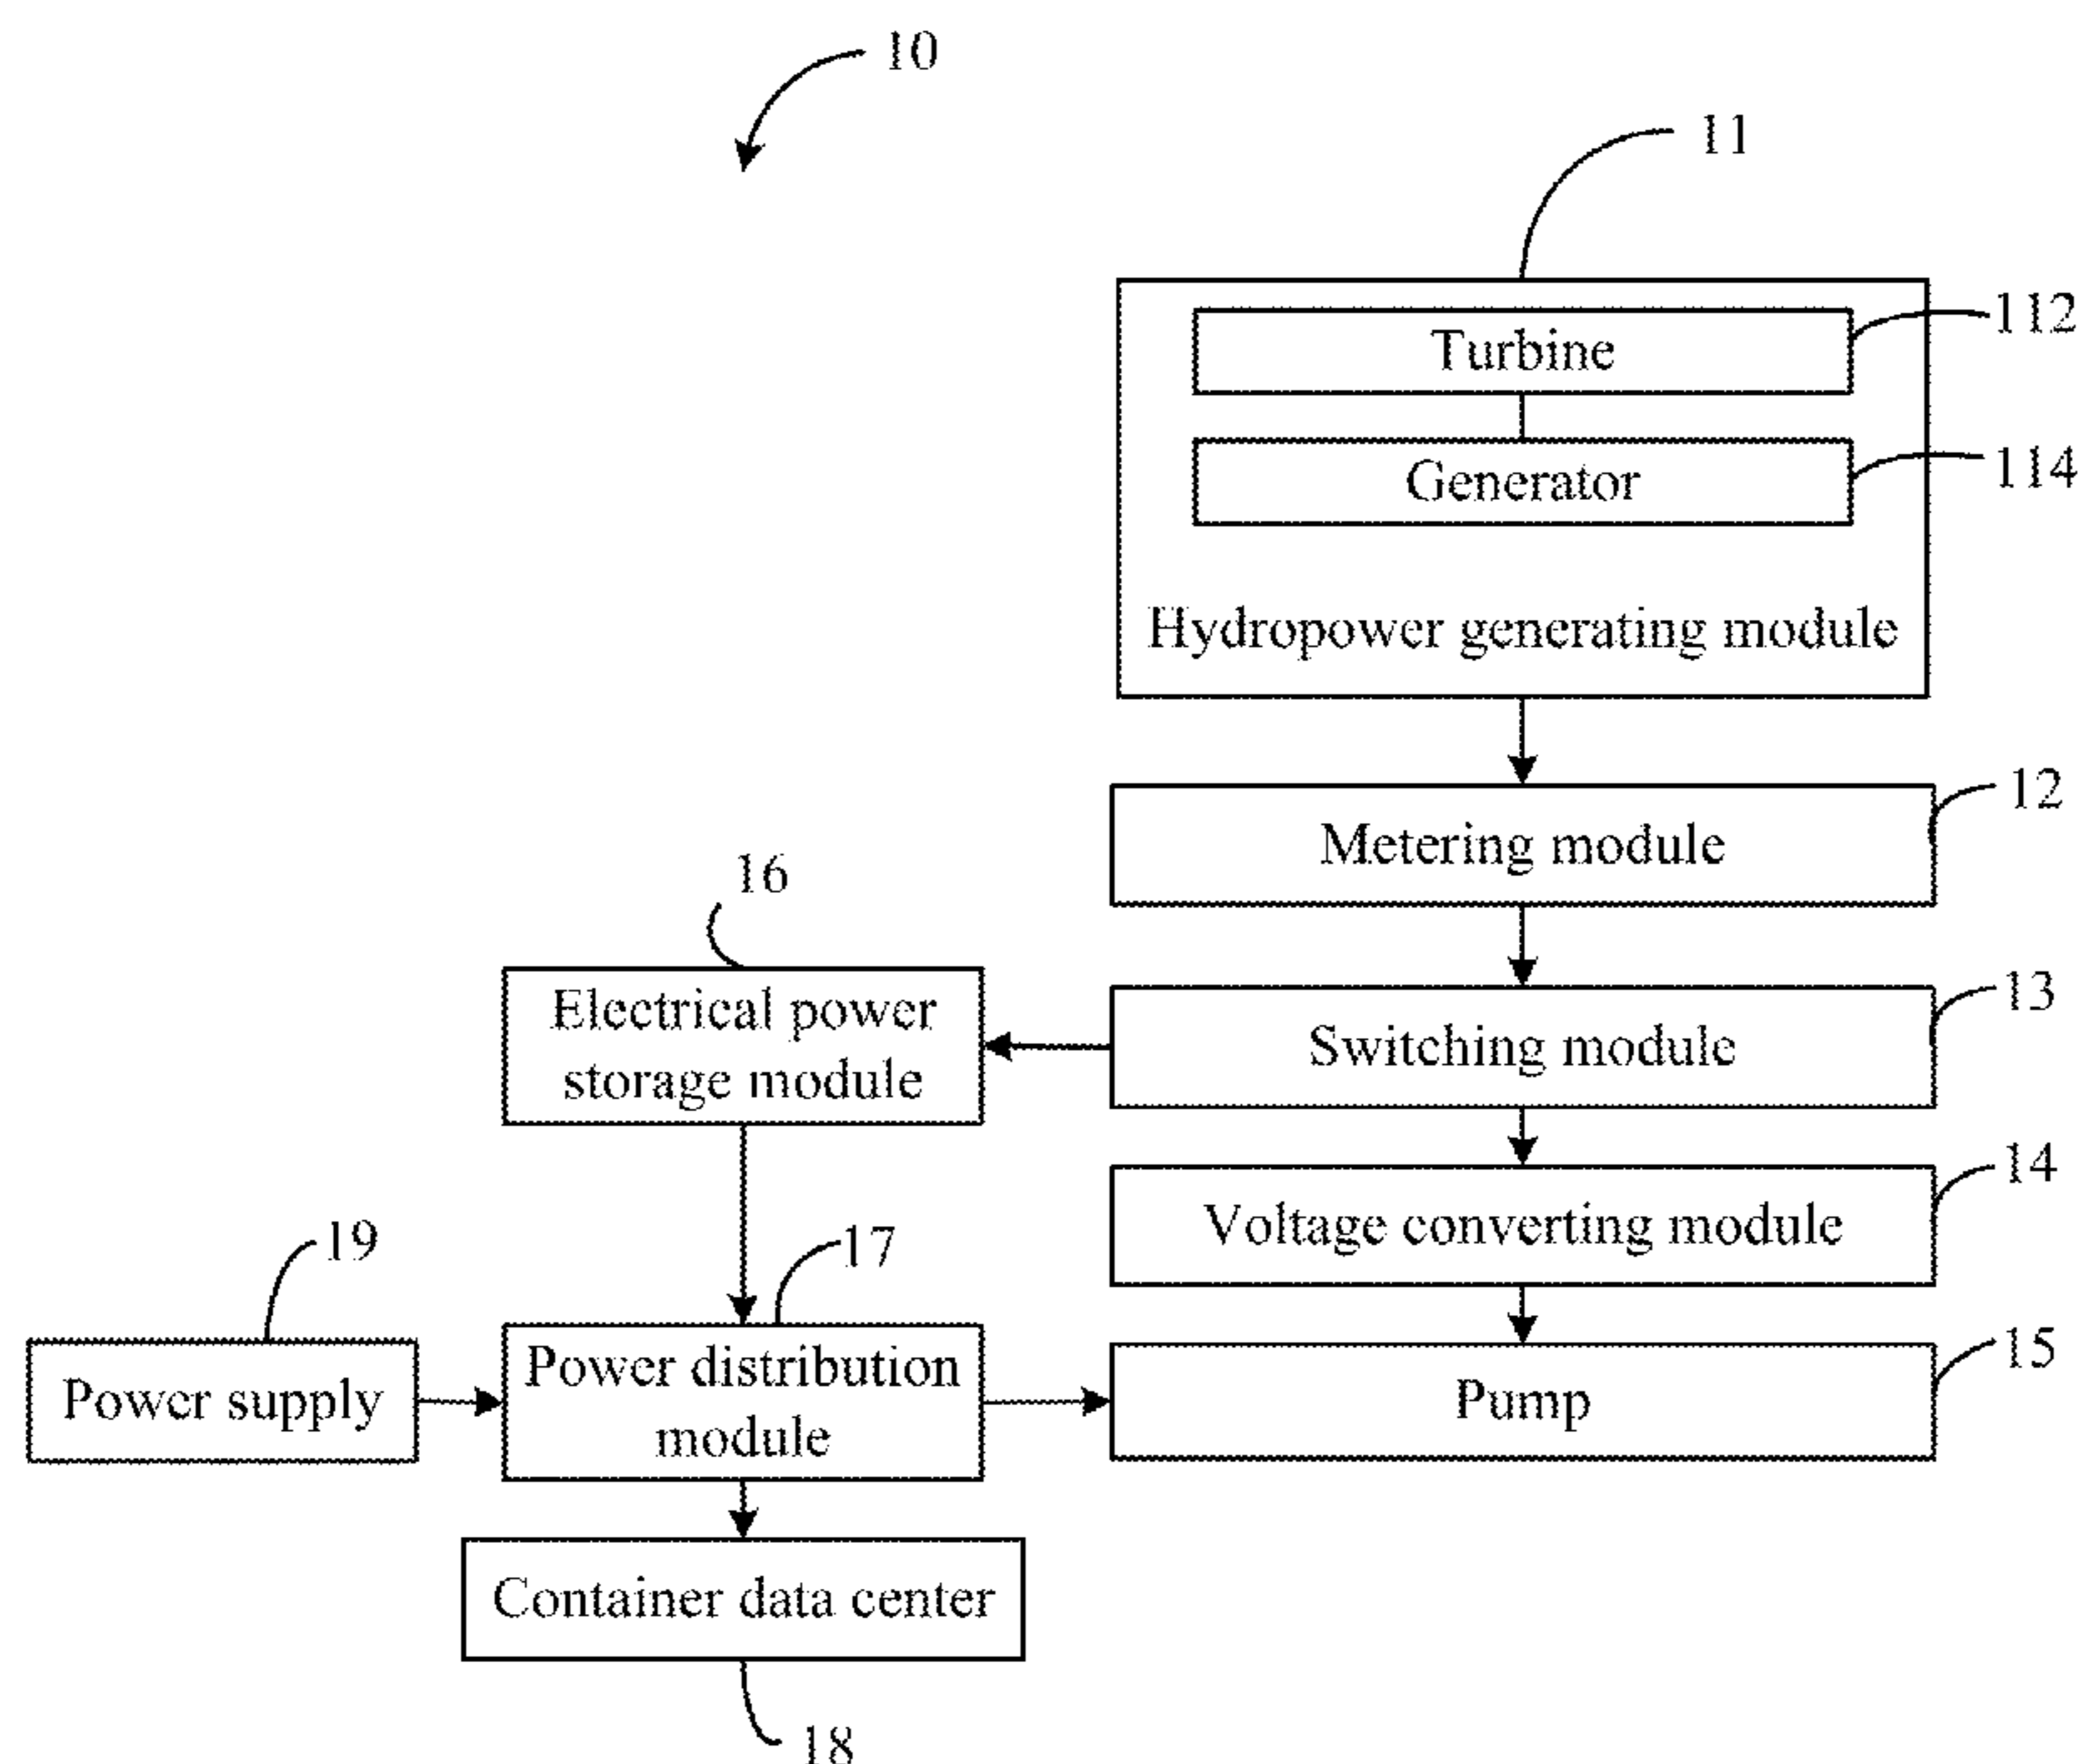 10
11
Turbine
112
Generator
114
Hydropower generating module
Metering module
12
16
Electrical power
storage module
Switching module
13
Voltage converting module
14
19
17
Power supply
Power distribution
module
Pump
15
Container data center
18